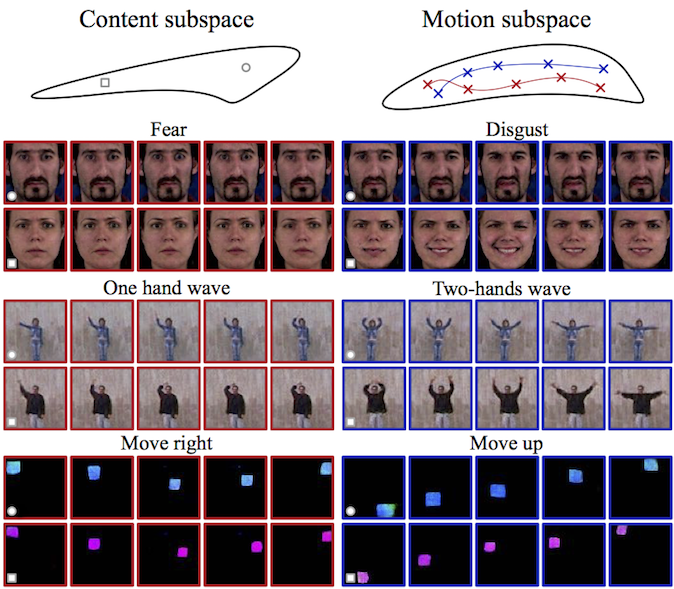 Content subspace
Motion subspace
Fear
Disgust
One hand wave
Two-hands wave
Move right
Move up